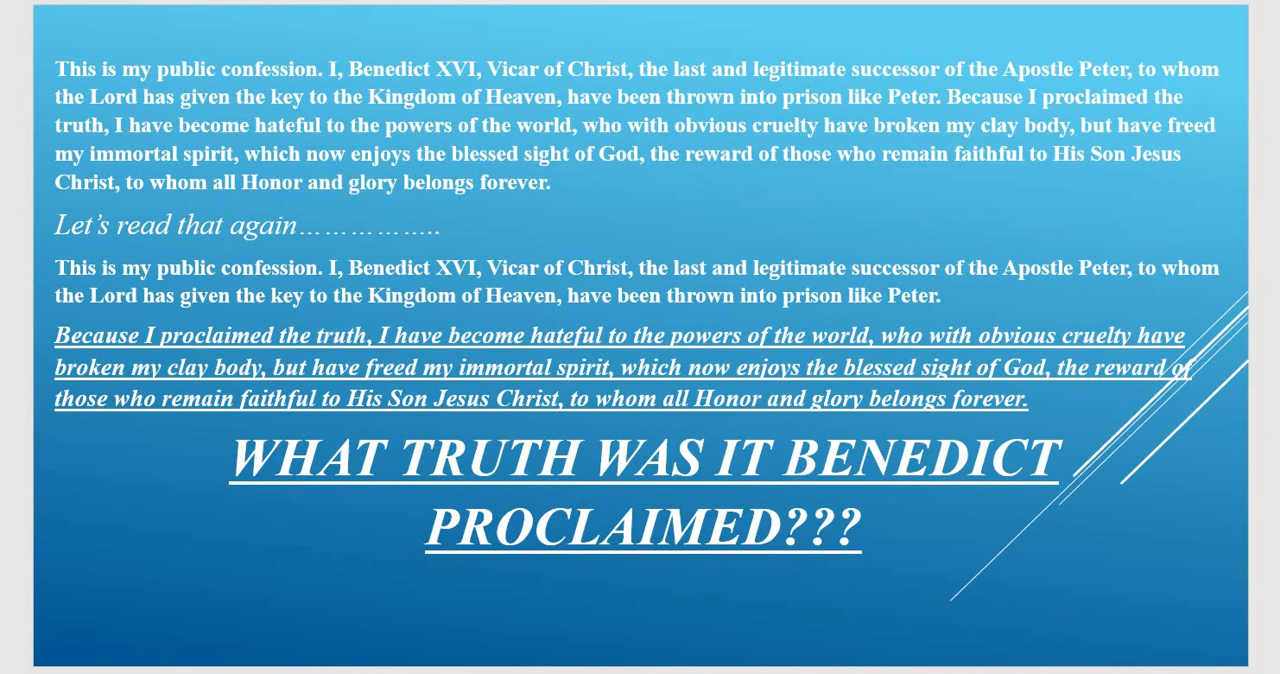 This is my public confession. I, Benedict XVI, Vicar of Christ, the last and legitimate successor of the Apostle Peter, to whom
the Lord has given the key to the Kingdom of Heaven, have been thrown into prison like Peter. Because I proclaimed the
truth, I have become hateful to the powers of the world, who with obvious cruelty have broken my clay body, but have freed
my immortal spirit, which now enjoys the blessed sight of God, the reward of those who remain faithful to His Son Jesus
Christ, to whom all Honor and glory belongs forever.
Let’s read that again……………..
This is my public confession. I, Benedict XVI, Vicar of Christ, the last and legitimate successor of the Apostle Peter, to whom
the Lord has given the key to the Kingdom of Heaven, have been thrown into prison like Peter.
Because I proclaimed the truth, I have become hateful to the powers of the world, who with obvious cruelty have
broken my clay body, but have freed my immortal spirit, which now enjoys the blessed sight of God, the reward of
those who remain faithful to His Son Jesus Christ, to whom all Honor and glory belongs forever.
WHAT TRUTH WAS IT BENEDICT
PROCLAIMED???